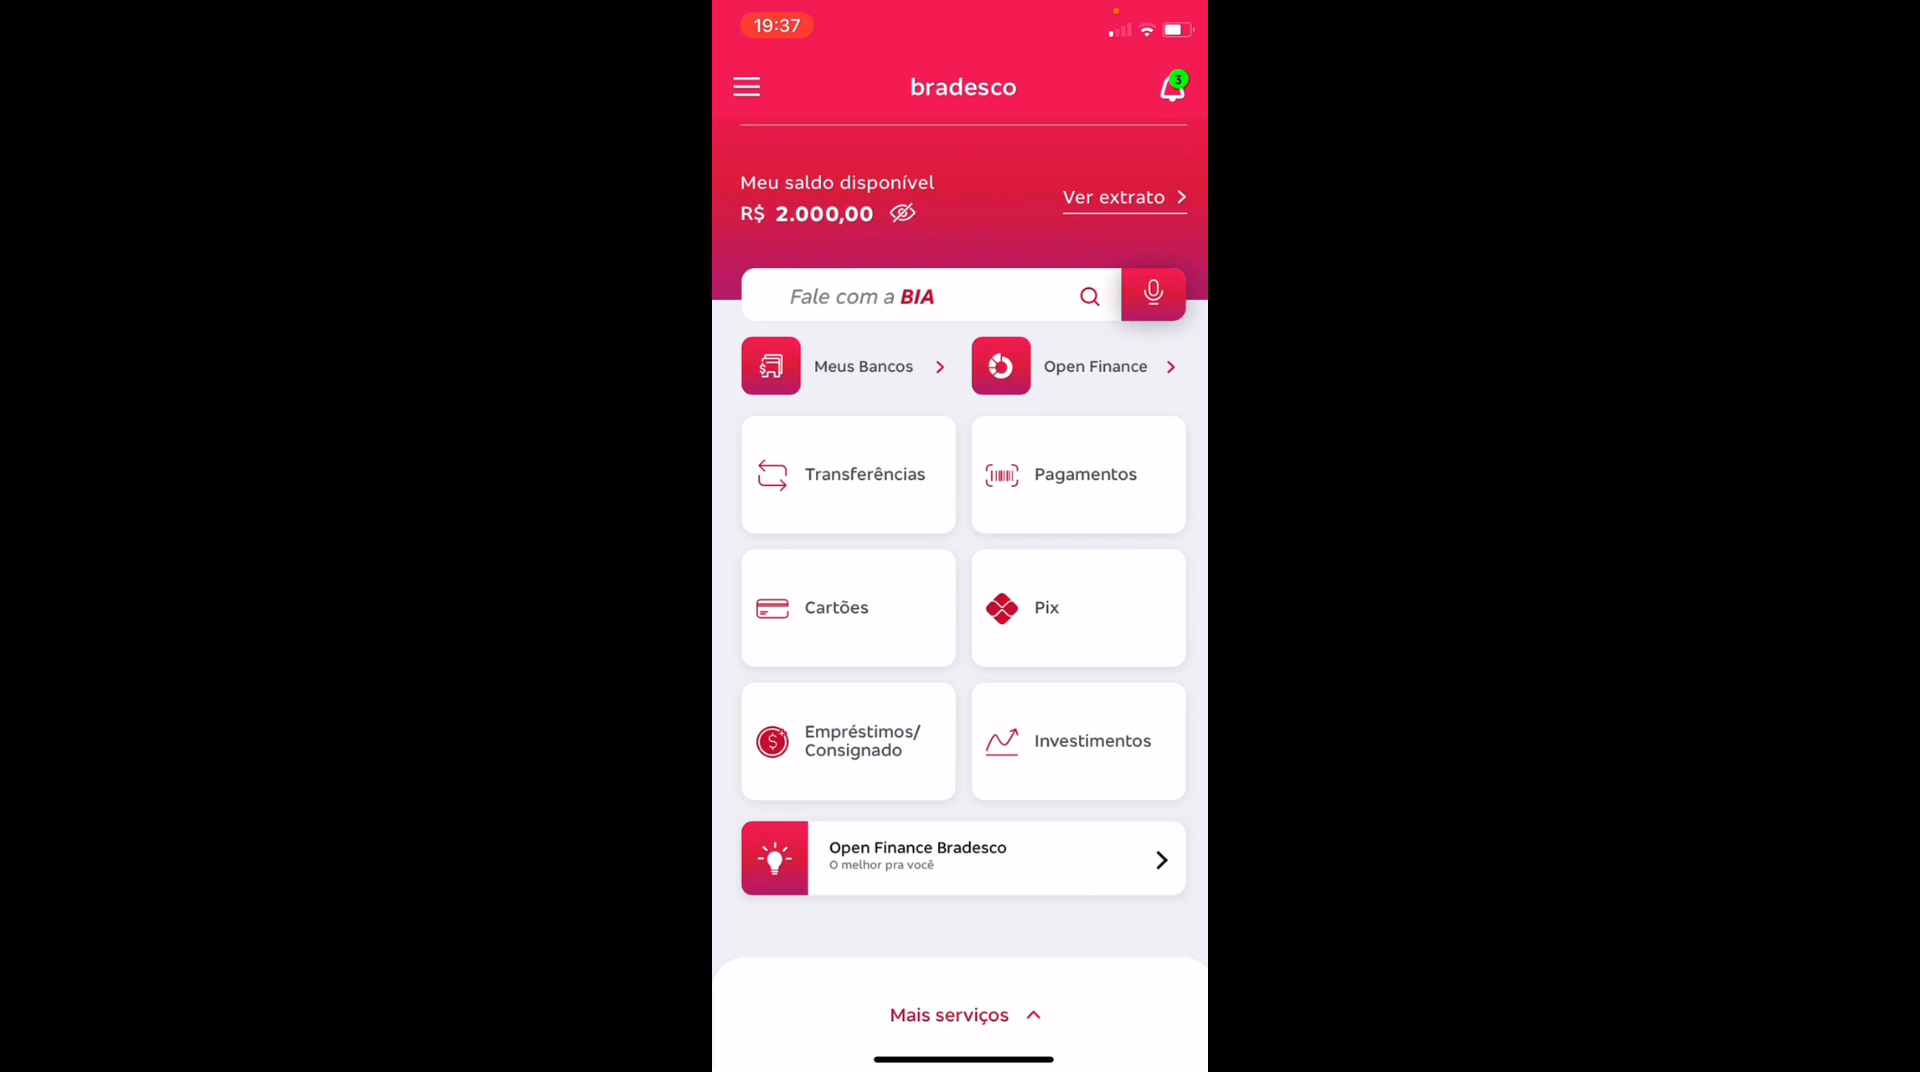 19:37
bradesco
3
Meu saldo disponível
R$ 2.000,00
Ver extrato
Fale com a BIA
Meus Bancos
Open Finance
Transferências
Pagamentos
Cartões
Pix
Empréstimos/
Consignado
Investimentos
Open Finance Bradesco
O melhor pra você
Mais serviços